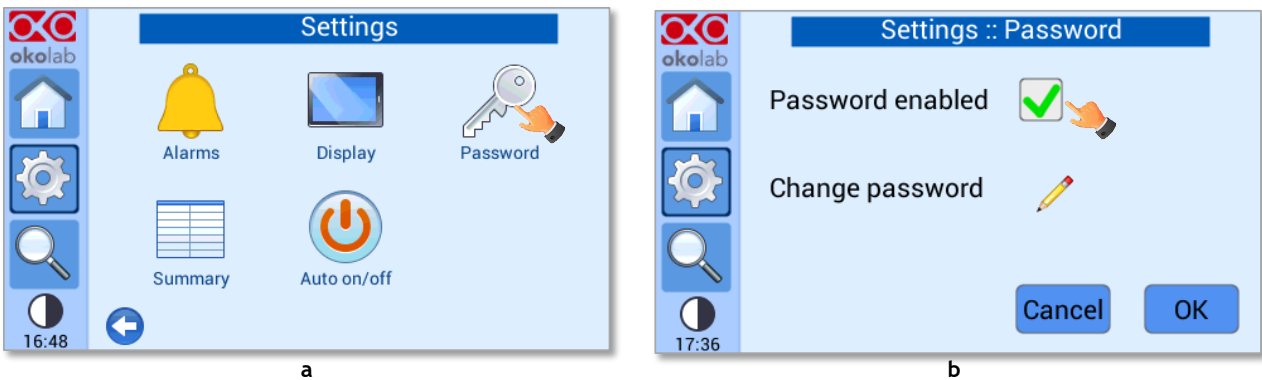 Settings
okolab
Alarms
Display
Password
Summary
Auto on/off
16:48
a
Settings :: Password
okolab
Password enabled
Change password
Cancel
OK
17:36
b